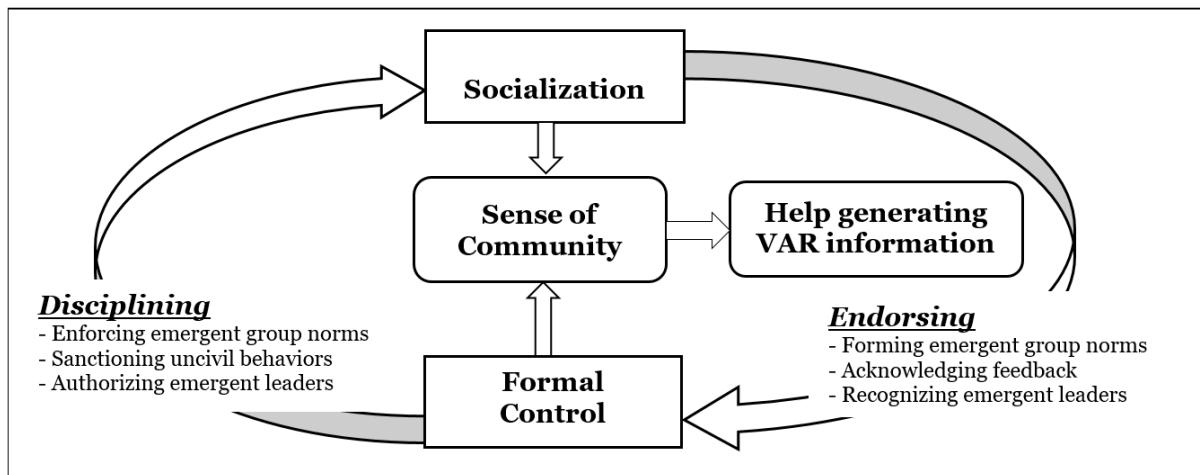 Socialization
Sense of
Community
Help generating
VAR information
Disciplining
- Enforcing emergent group norms
- Sanctioning uncivil behaviors
- Authorizing emergent leaders
Endorsing
- Forming emergent group norms
- Acknowledging feedback
- Recognizing emergent leaders
Formal
Control